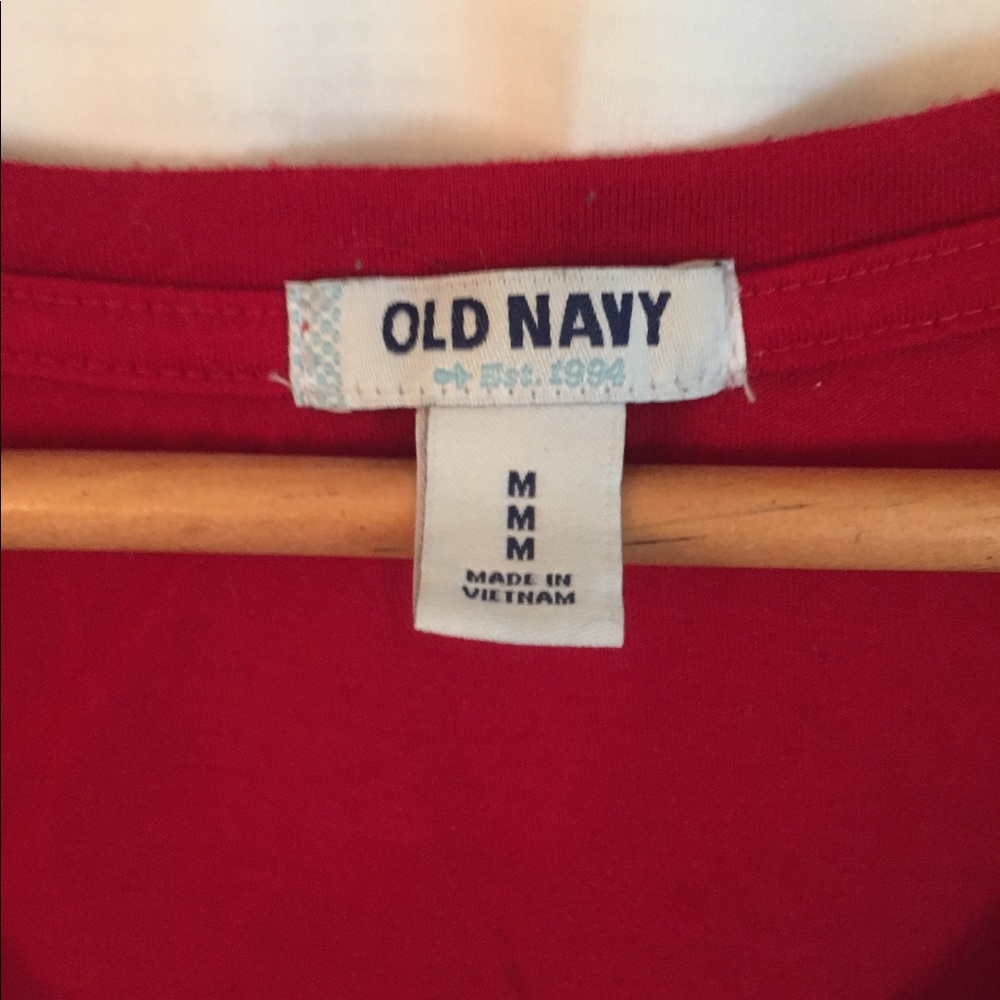 OLD NAVY
Est. 1994
M
M
M
MADE IN
VIETNAM